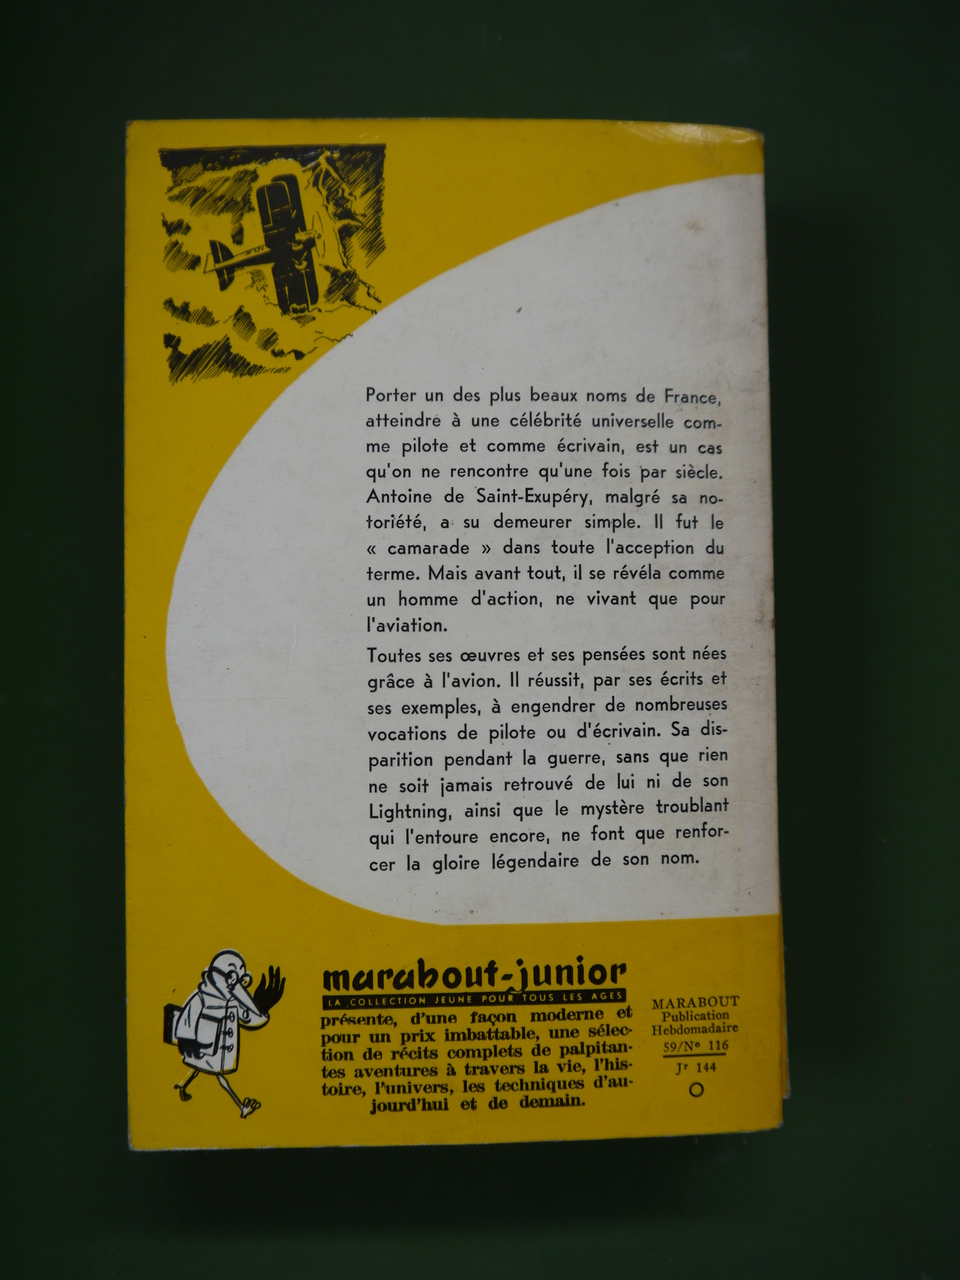 Porter un des plus beaux noms de France,
atteindre à une célébrité universelle com-
me pilote et comme écrivain, est un cas
qu'on ne rencontre qu'une fois par siècle.
Antoine de Saint-Exupéry, malgré sa no-
toriété, a su demeurer simple. Il fut le
« camarade » dans toute l'acception du
terme. Mais avant tout, il se révéla comme
un homme d'action, ne vivant que pour
l'aviation.
Toutes ses œuvres et ses pensées sont nées
grâce à l'avion. Il réussit, par ses écrits et
ses exemples, à engendrer de nombreuses
vocations de pilote ou d'écrivain. Sa dis-
parition pendant la guerre, sans que rien
ne soit jamais retrouvé de lui ni de son
Lightning, ainsi que le mystère troublant
qui l'entoure encore, ne font que renfor-
cer la gloire légendaire de son nom.
marabout-junior
LA COLLECTION JEUNE POUR TOUS LES AGES
présente, d'une façon moderne et
pour un prix imbattable, une sélec-
tion de récits complets de palpitan-
tes aventures à travers la vie, l'his-
toire, l'univers, les techniques d'au-
jourd'hui et de demain.
MARABOUT
Publication
Hebdomadaire
59/Nº 116
Jr 144
O